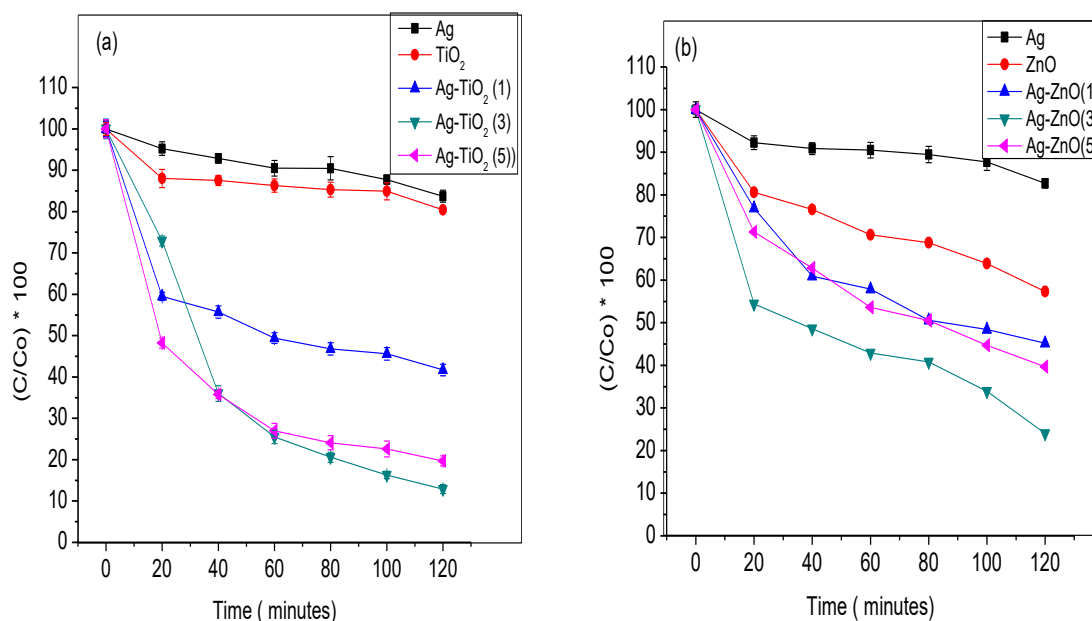 (a)
Ag
TiO₂
Ag-TiO₂ (1)
Ag-TiO₂ (3)
Ag-TiO₂ (5))
110
100
90
80
70
60
50
40
30
20
10
0
(C/Co) * 100
0 20 40 60 80 100 120
Time ( minutes)
(b)
Ag
ZnO
Ag-ZnO(1
Ag-ZnO(3
Ag-ZnO(5
110
100
90
80
70
60
50
40
30
20
10
0
(C/Co) * 100
0 20 40 60 80 100 120
Time ( minutes)